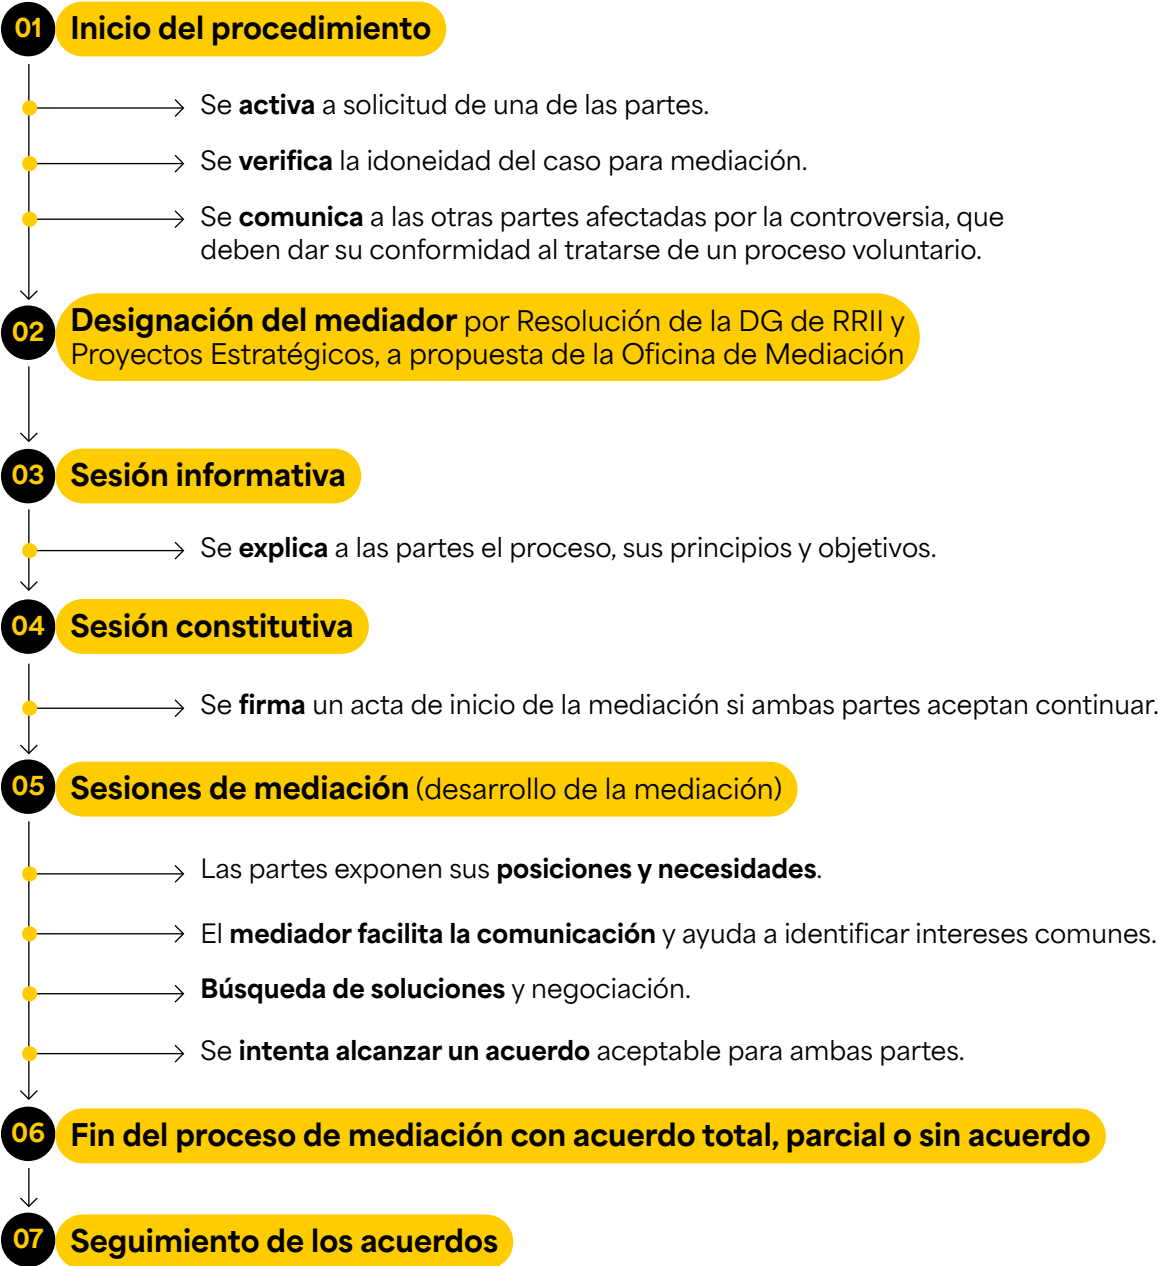 01 Inicio del procedimiento
Se activa a solicitud de una de las partes.
Se verifica la idoneidad del caso para mediación.
Se comunica a las otras partes afectadas por la controversia, que
deben dar su conformidad al tratarse de un proceso voluntario.
02 Designación del mediador por Resolución de la DG de RRII y
Proyectos Estratégicos, a propuesta de la Oficina de Mediación
03 Sesión informativa
Se explica a las partes el proceso, sus principios y objetivos.
04 Sesión constitutiva
Se firma un acta de inicio de la mediación si ambas partes aceptan continuar.
05 Sesiones de mediación (desarrollo de la mediación)
Las partes exponen sus posiciones y necesidades.
El mediador facilita la comunicación y ayuda a identificar intereses comunes.
Búsqueda de soluciones y negociación.
Se intenta alcanzar un acuerdo aceptable para ambas partes.
06 Fin del proceso de mediación con acuerdo total, parcial o sin acuerdo
07 Seguimiento de los acuerdos